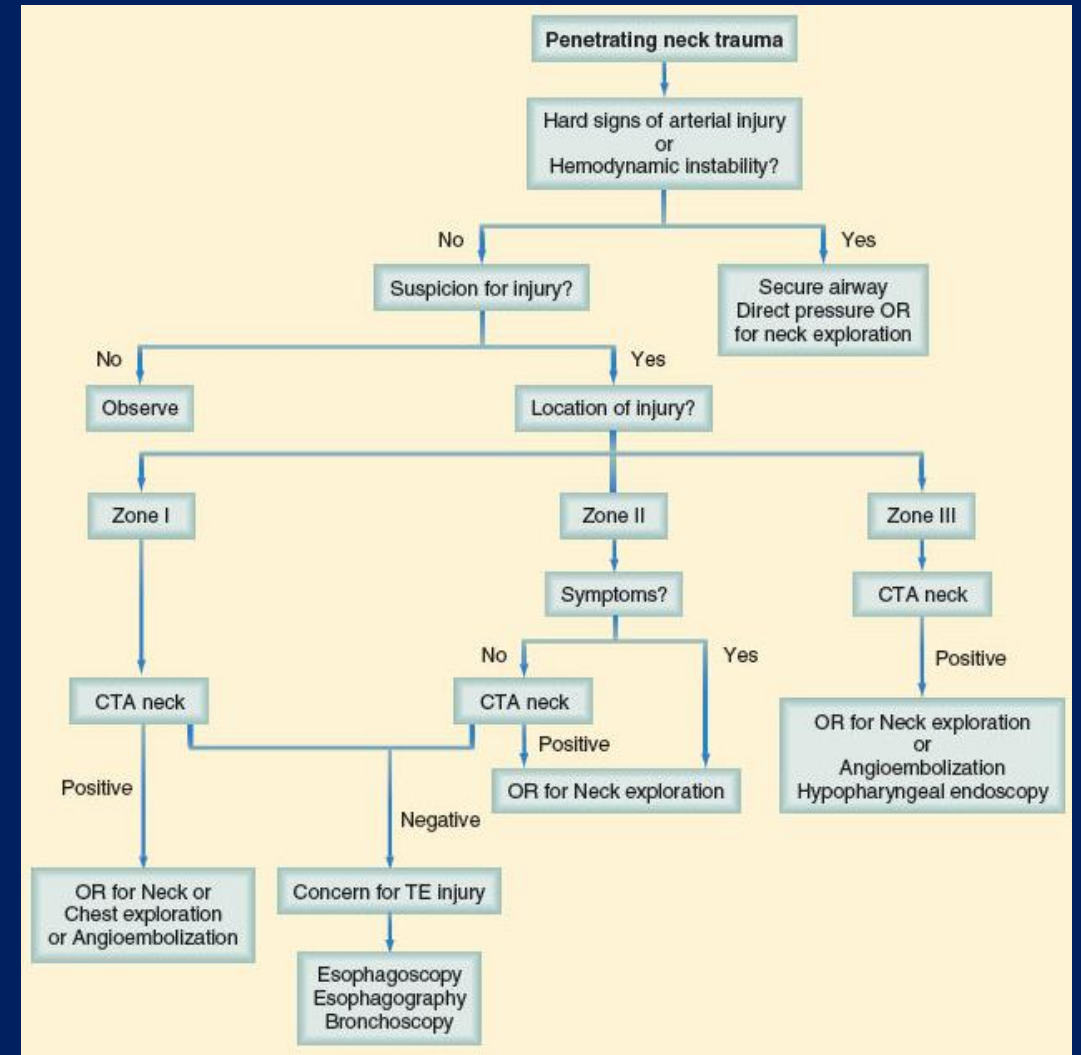 Penetrating neck trauma
Hard signs of arterial injury
or
Hemodynamic instability?
No
Yes
Suspicion for injury?
Secure airway
Direct pressure OR
for neck exploration
No
Yes
Observe
Location of injury?
Zone I
Zone II
Zone III
Symptoms?
CTA neck
No
Yes
Positive
CTA neck
CTA neck
OR for Neck exploration
or
Angioembolization
Hypopharyngeal endoscopy
Positive
OR for Neck exploration
Positive
Negative
OR for Neck or
Chest exploration
or Angioembolization
Concern for TE injury
Esophagoscopy
Esophagography
Bronchoscopy